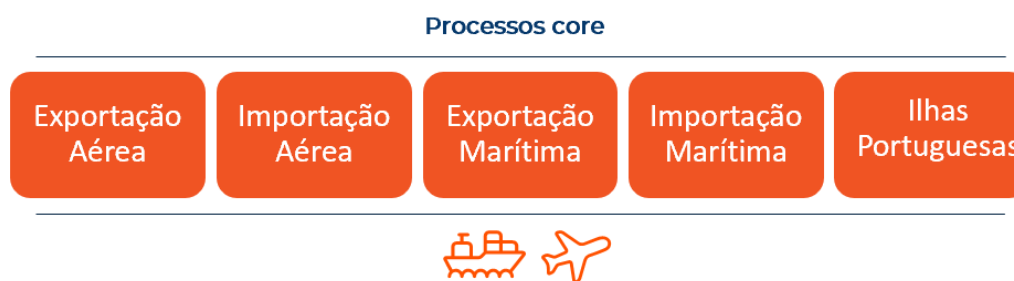 Processos core
Exportação
Aérea
Importação
Aérea
Exportação
Marítima
Importação
Marítima
Ilhas
Portuguesas